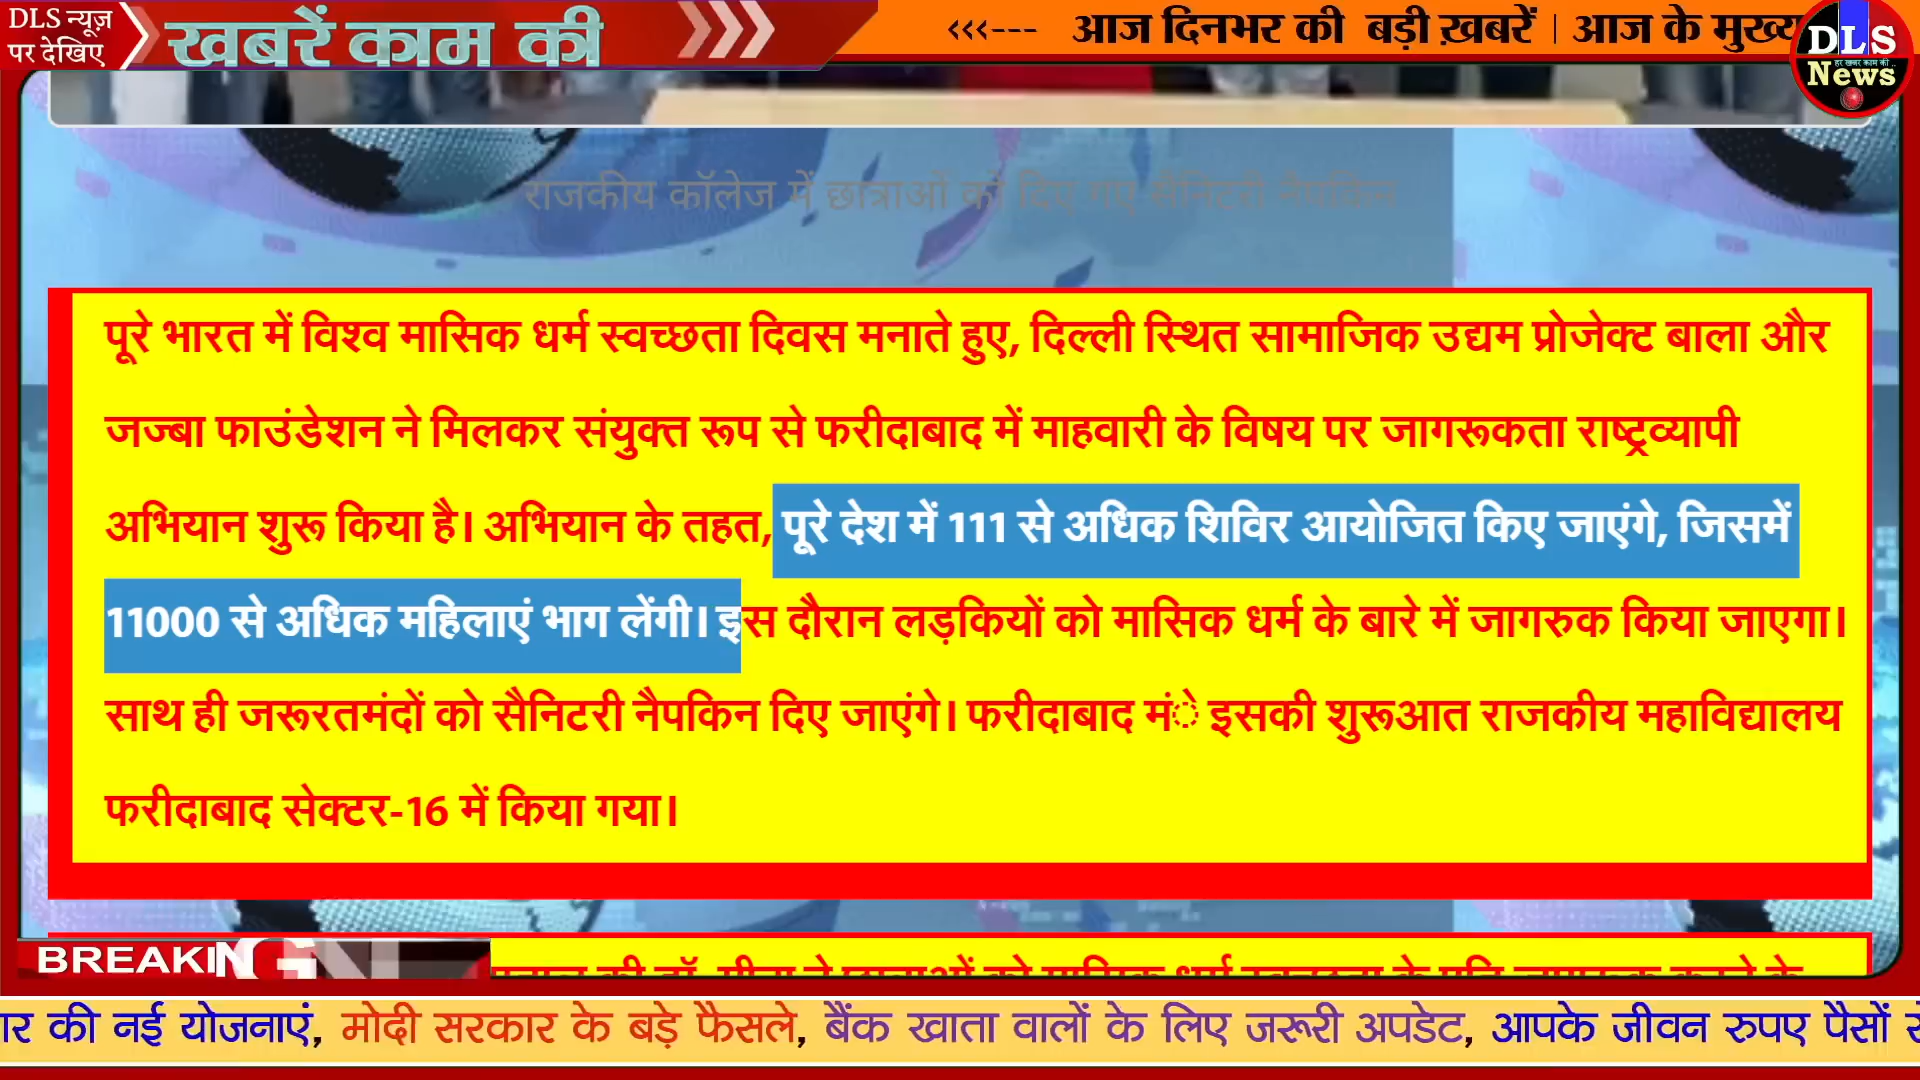 DLS न्यूज़
पर देखिए
खबरें काम की
<<<--- आज दिनभर की बड़ी ख़बरें | आज के मुख्य
DLS
हर खबर काम की ..
News
राजकीय कॉलेज में छात्राओं को दिए गए सैनिटरी नैपकिन
पूरे भारत में विश्व मासिक धर्म स्वच्छता दिवस मनाते हुए, दिल्ली स्थित सामाजिक उद्यम प्रोजेक्ट बाला और
जज्बा फाउंडेशन ने मिलकर संयुक्त रूप से फरीदाबाद में माहवारी के विषय पर जागरूकता राष्ट्रव्यापी
अभियान शुरू किया है। अभियान के तहत, पूरे देश में 111 से अधिक शिविर आयोजित किए जाएंगे, जिसमें
11000 से अधिक महिलाएं भाग लेंगी। इस दौरान लड़कियों को मासिक धर्म के बारे में जागरुक किया जाएगा।
साथ ही जरूरतमंदों को सैनिटरी नैपकिन दिए जाएंगे। फरीदाबाद मंे इसकी शुरूआत राजकीय महाविद्यालय
फरीदाबाद सेक्टर-16 में किया गया।
BREAKING
की नई योजनाएं, मोदी सरकार के बड़े फैसले, बैंक खाता वालों के लिए जरूरी अपडेट, आपके जीवन रुपए पैसों